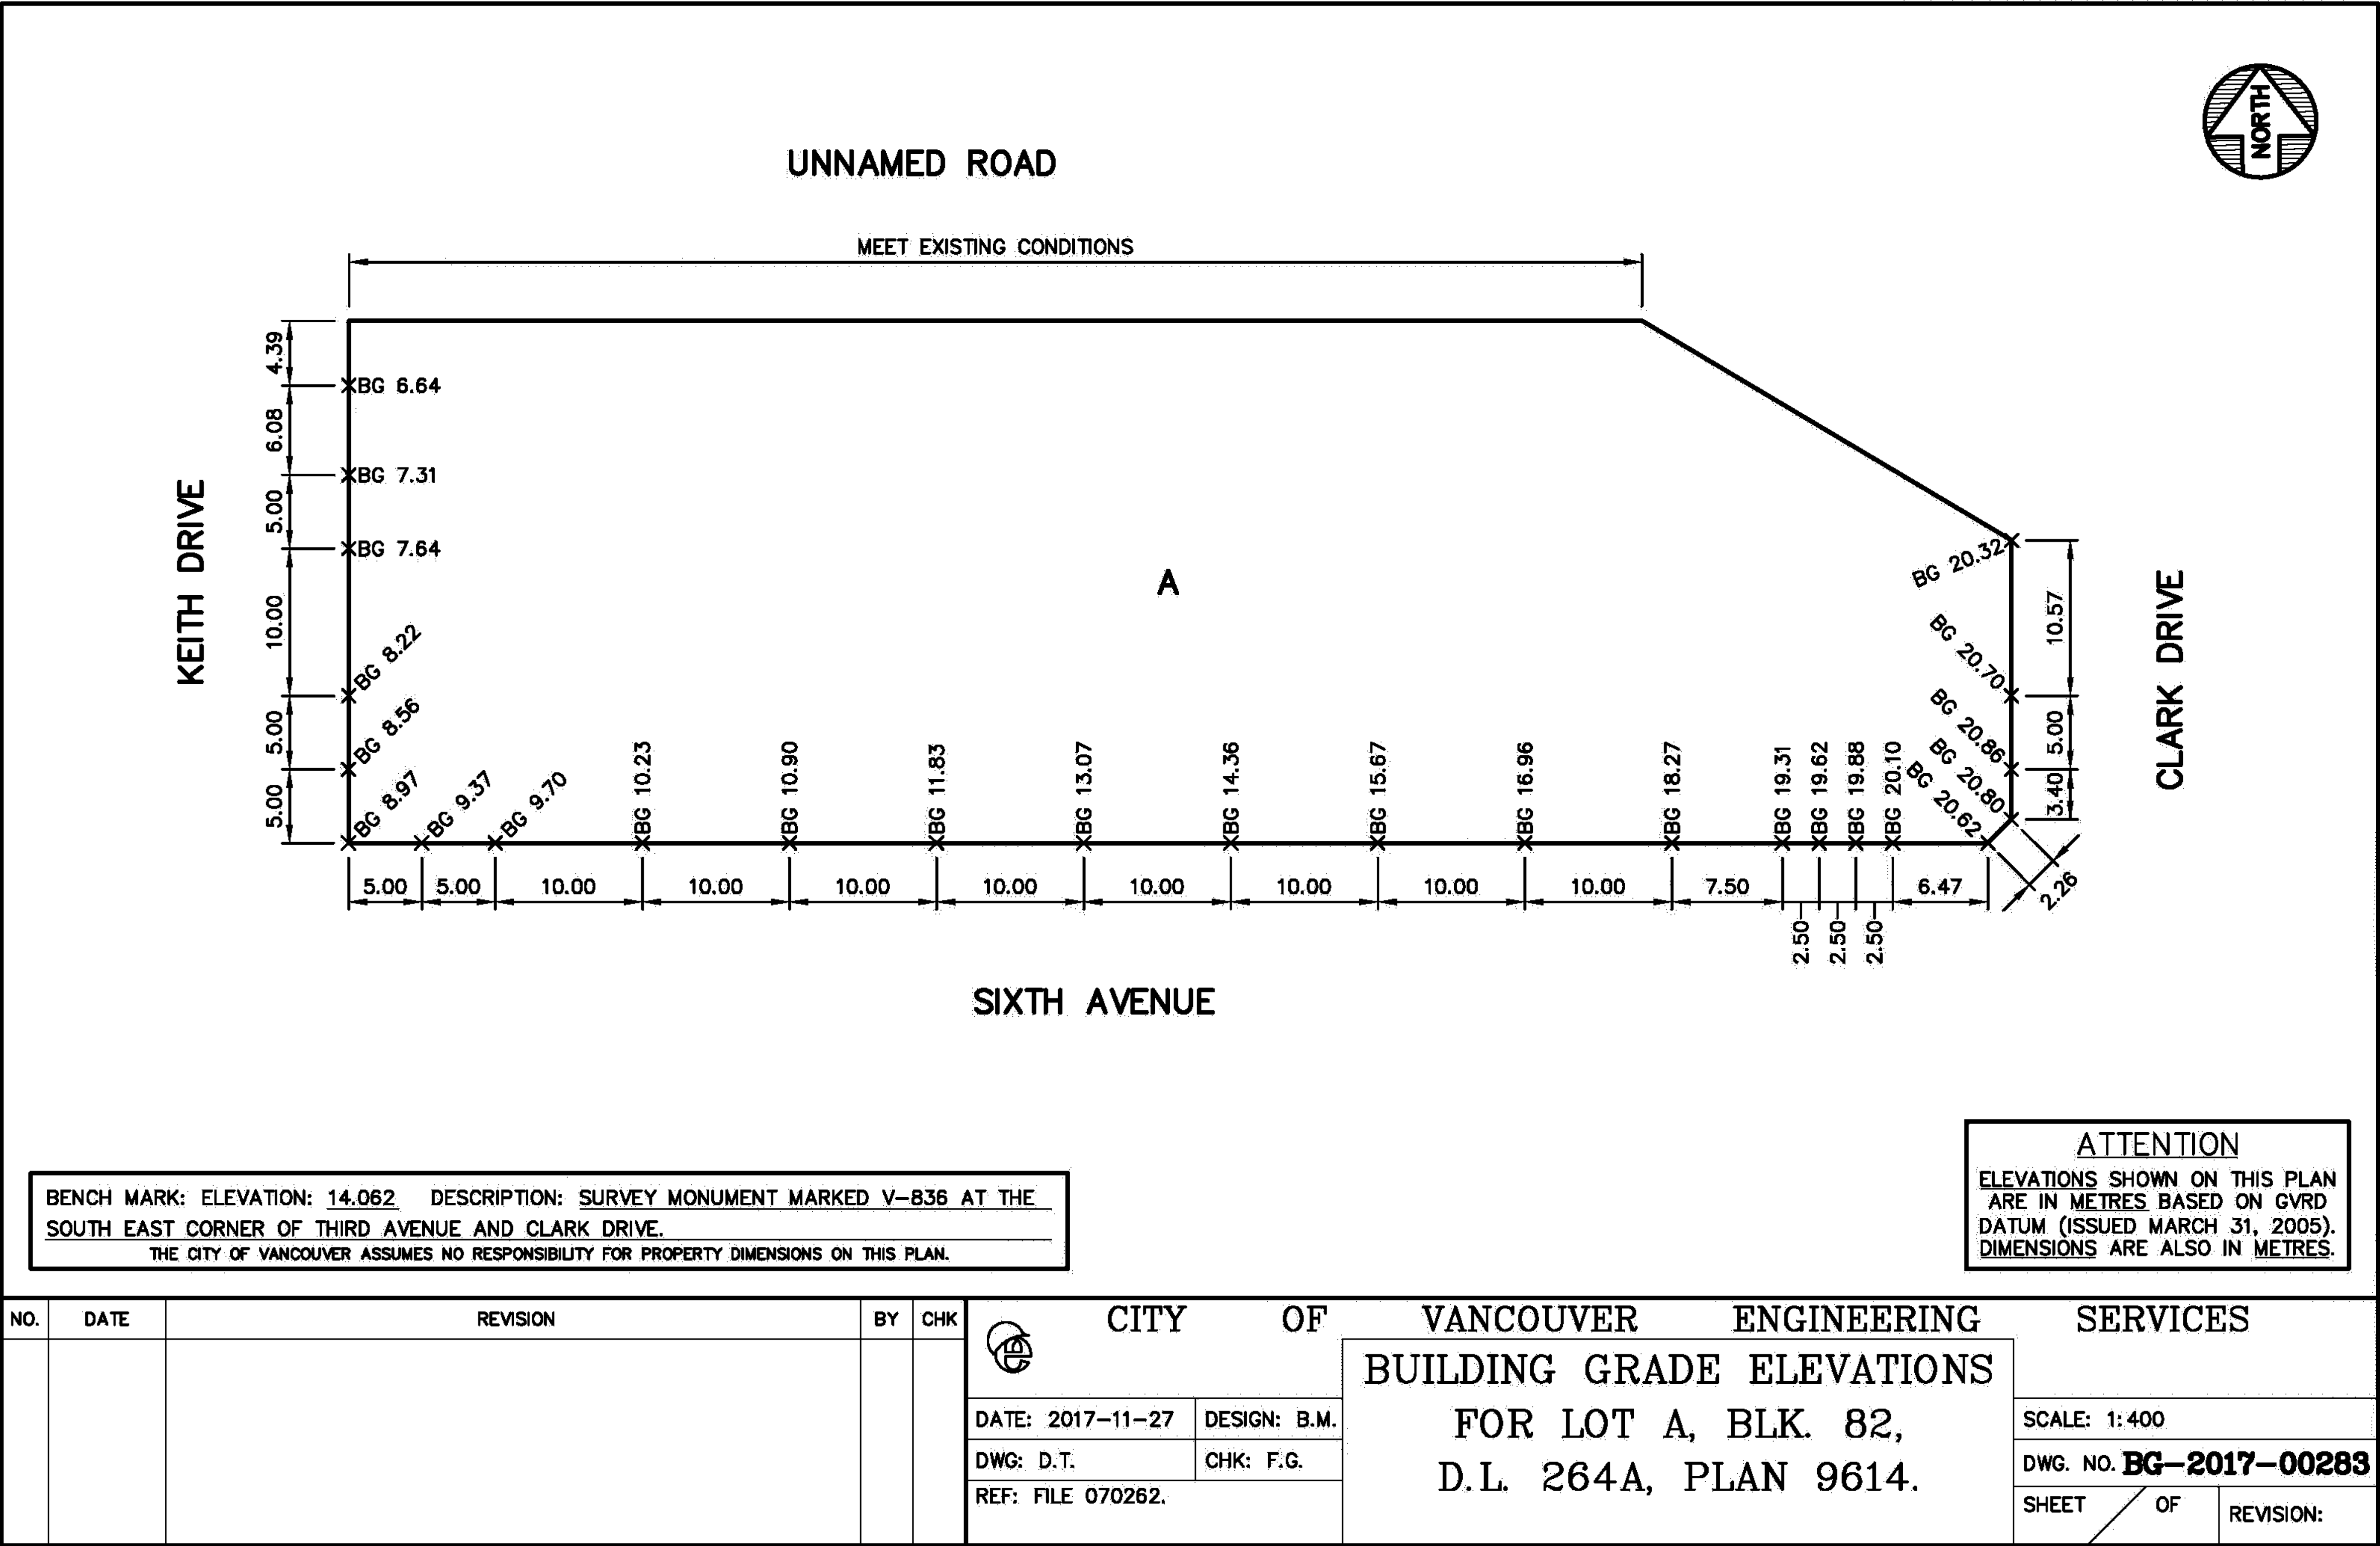 NORTH
UNNAMED ROAD
MEET EXISTING CONDITIONS
KEITH DRIVE
4.39
6.08
5.00
10.00
5.00
5.00
BG 6.64
BG 7.31
BG 7.64
BG 8.22
BG 8.56
BG 8.97
BG 9.37
BG 9.70
BG 10.23
BG 10.90
BG 11.83
BG 13.07
BG 14.36
BG 15.67
BG 16.96
BG 18.27
BG 19.31
BG 19.62
BG 19.88
BG 20.10
BG 20.62
BG 20.80
BG 20.86
BG 20.70
BG 20.32
A
10.57
5.00
3.40
2.26
CLARK DRIVE
5.00 5.00 10.00 10.00 10.00 10.00 10.00 10.00 10.00 10.00 7.50 6.47
2.50 2.50 2.50
SIXTH AVENUE
BENCH MARK: ELEVATION: 14.062 DESCRIPTION: SURVEY MONUMENT MARKED V-836 AT THE
SOUTH EAST CORNER OF THIRD AVENUE AND CLARK DRIVE.
THE CITY OF VANCOUVER ASSUMES NO RESPONSIBILITY FOR PROPERTY DIMENSIONS ON THIS PLAN.
ATTENTION
ELEVATIONS SHOWN ON THIS PLAN
ARE IN METRES BASED ON GVRD
DATUM (ISSUED MARCH 31, 2005).
DIMENSIONS ARE ALSO IN METRES.
NO. DATE REVISION BY CHK
e
CITY OF VANCOUVER ENGINEERING SERVICES
BUILDING GRADE ELEVATIONS
FOR LOT A, BLK. 82,
D.L. 264A, PLAN 9614.
DATE: 2017-11-27 DESIGN: B.M.
DWG: D.T. CHK: F.G.
REF: FILE 070262.
SCALE: 1:400
DWG. NO. BG-2017-00283
SHEET / OF REVISION: